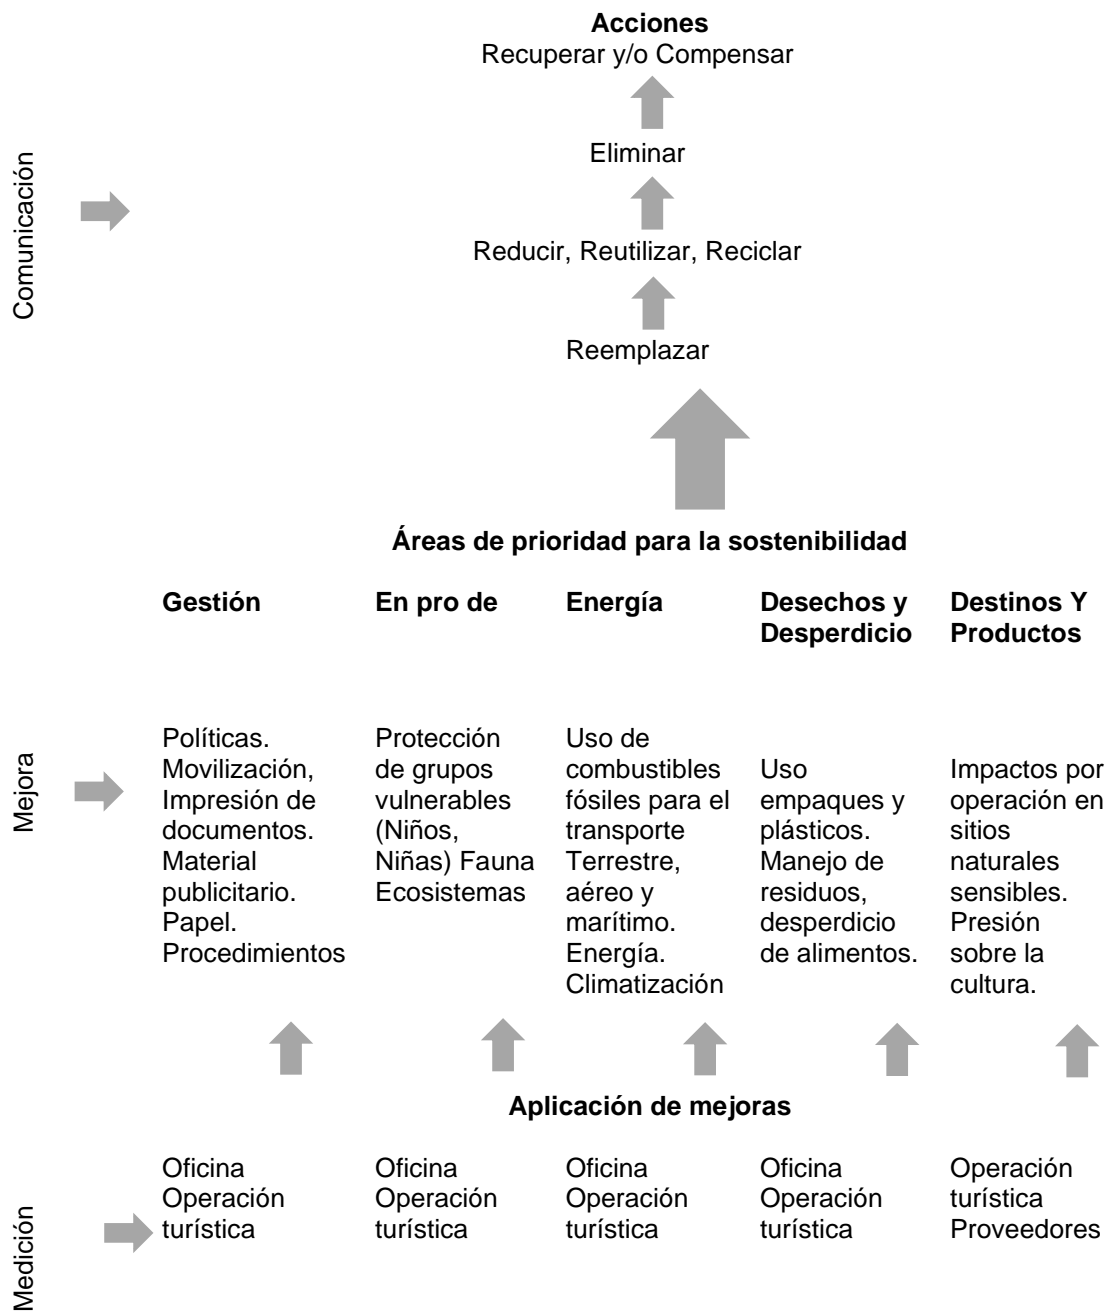 Acciones
Recuperar y/o Compensar
Eliminar
Comunicación
Reducir, Reutilizar, Reciclar
Reemplazar
Áreas de prioridad para la sostenibilidad
Gestión
En pro de
Energía
Desechos y
Desperdicio
Destinos Y
Productos
Mejora
Políticas.
Movilización,
Impresión de
documentos.
Material
publicitario.
Papel.
Procedimientos
Protección
de grupos
vulnerables
(Niños,
Niñas) Fauna
Ecosistemas
Uso de
combustibles
fósiles para el
transporte
Terrestre,
aéreo y
marítimo.
Energía.
Climatización
Uso
empaques y
plásticos.
Manejo de
residuos,
desperdicio
de alimentos.
Impactos por
operación en
sitios
naturales
sensibles.
Presión
sobre la
cultura.
Aplicación de mejoras
Medición
Oficina
Operación
turística
Oficina
Operación
turística
Oficina
Operación
turística
Oficina
Operación
turística
Operación
turística
Proveedores